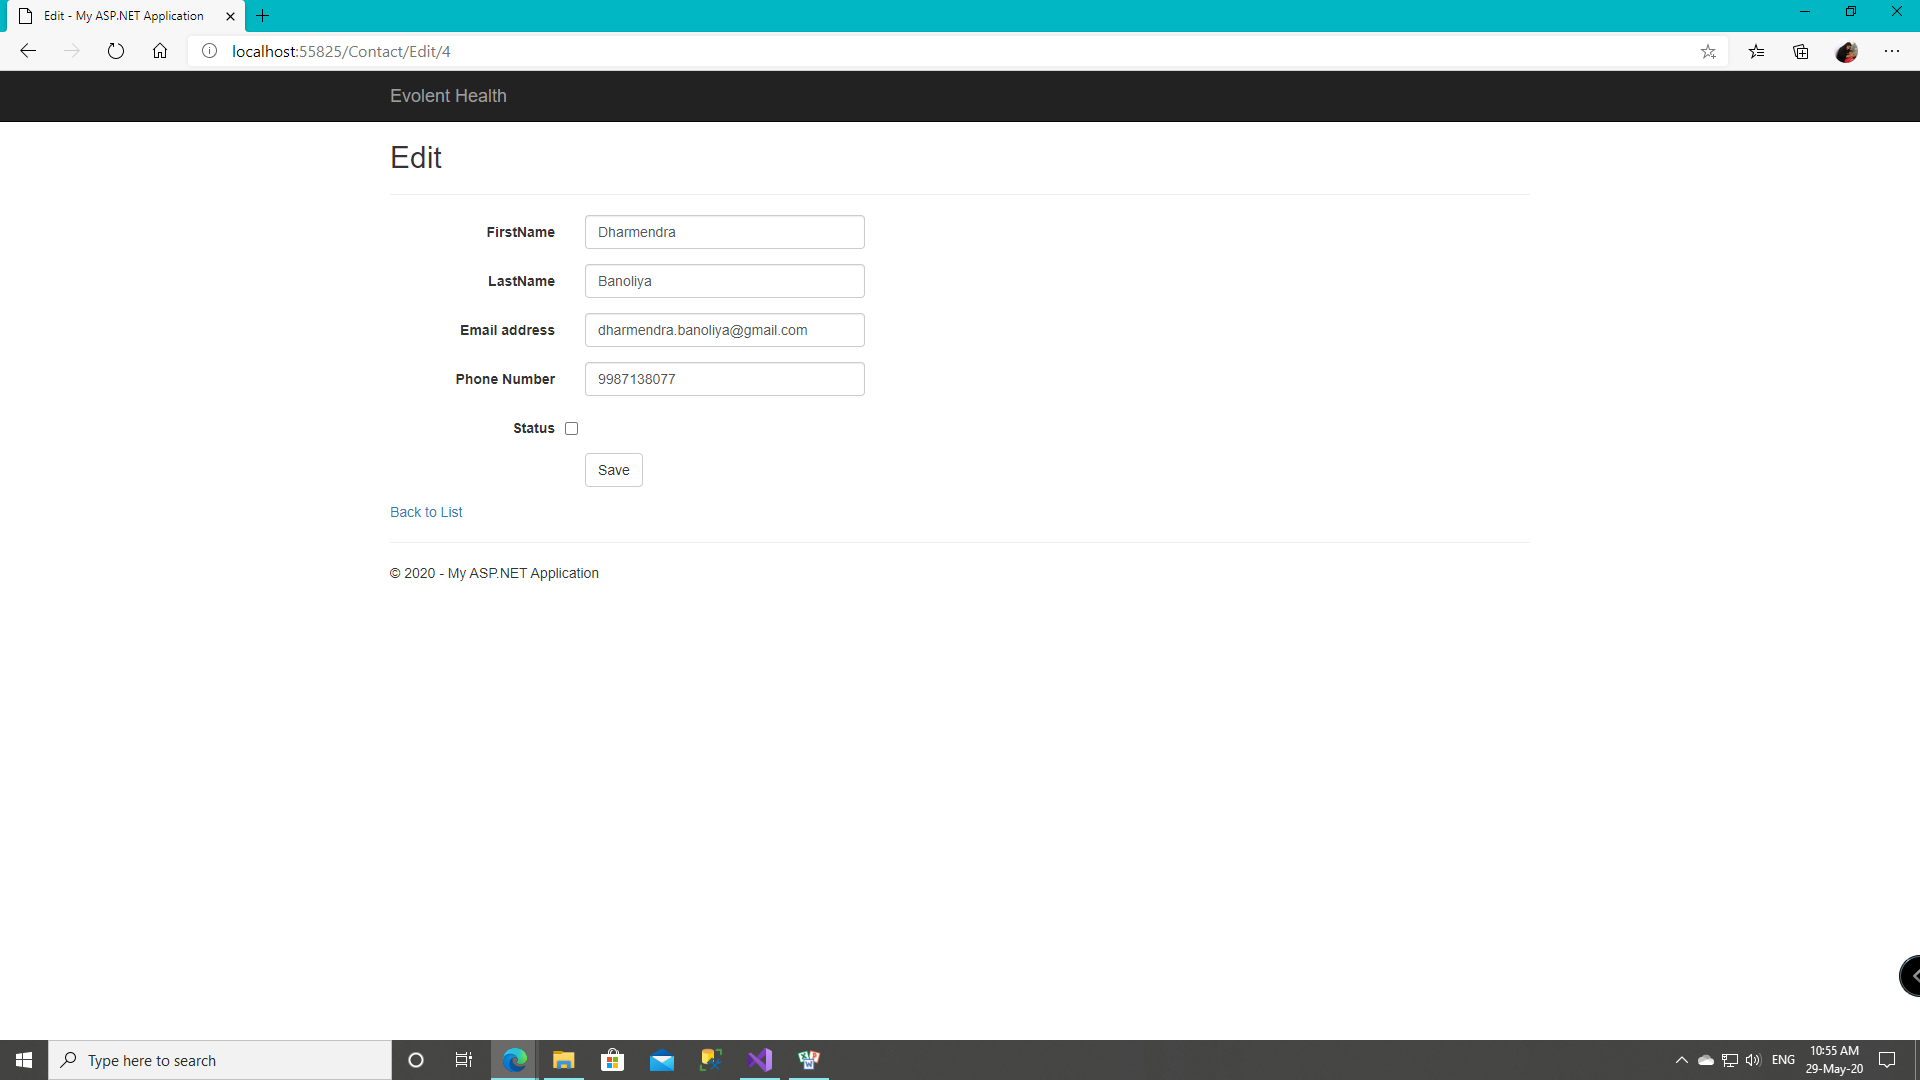 Edit - My ASP.NET Application
localhost:55825/Contact/Edit/4
Evolent Health
Edit
FirstName Dharmendra
LastName Banoliya
Email address dharmendra.banoliya@gmail.com
Phone Number 9987138077
Status
Save
Back to List
© 2020 - My ASP.NET Application
Type here to search
ENG
10:55 AM
29-May-20